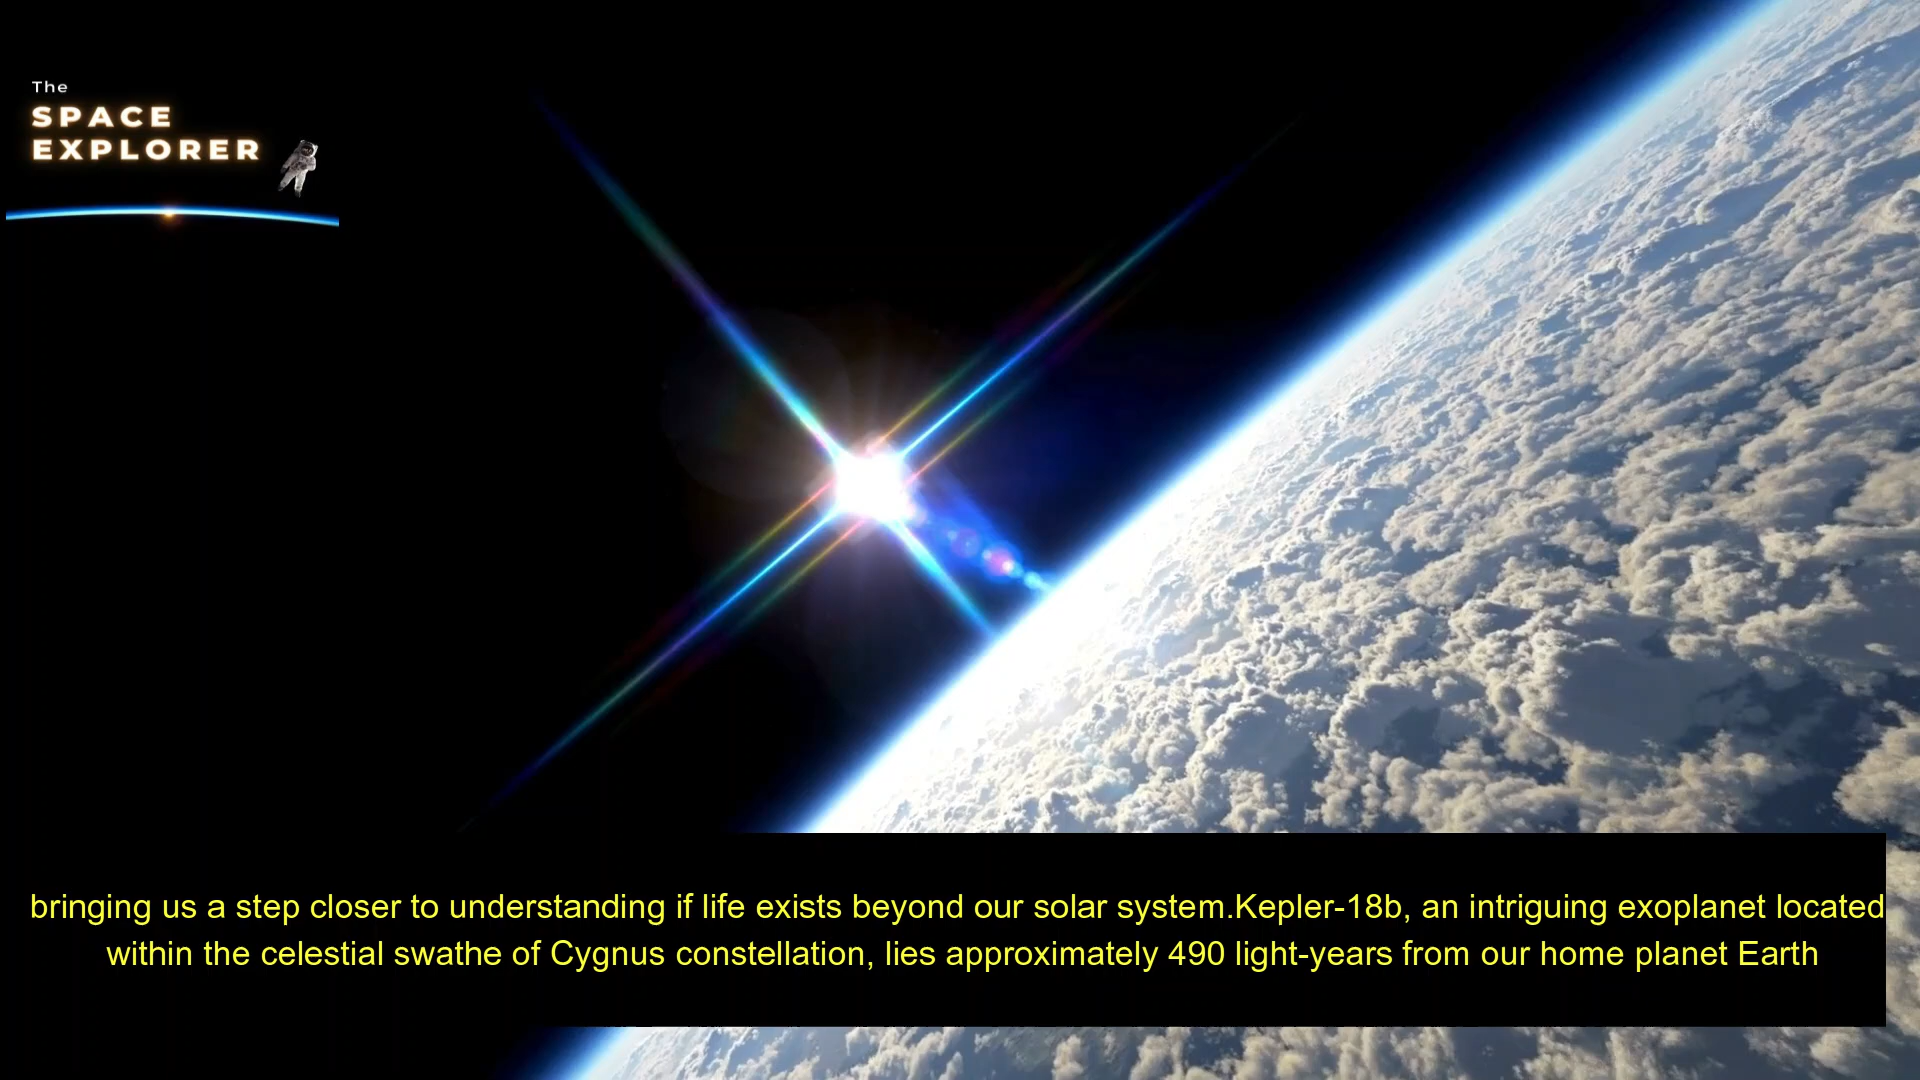 The
SPACE
EXPLORER
bringing us a step closer to understanding if life exists beyond our solar system.Kepler-18b, an intriguing exoplanet located
within the celestial swathe of Cygnus constellation, lies approximately 490 light-years from our home planet Earth